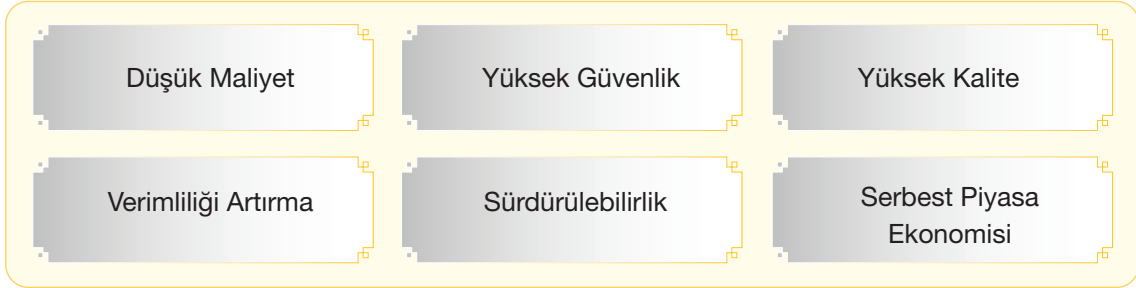 Düşük Maliyet
Yüksek Güvenlik
Yüksek Kalite
Verimliliği Artırma
Sürdürülebilirlik
Serbest Piyasa
Ekonomisi